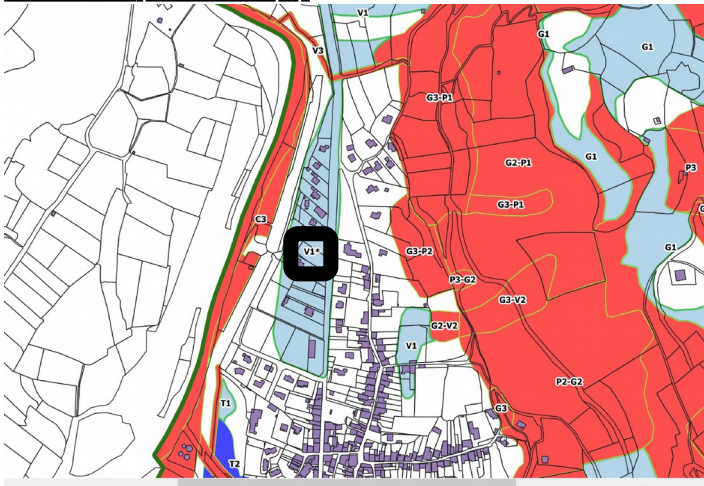 V1
V3
G1
G1
G3-P1
G2-P1
G1
P3
G3-P1
C3
V1*
G3-P2
G1
P3-G2
G3-V2
G2-V2
V1
P2-G2
T1
G3
T2